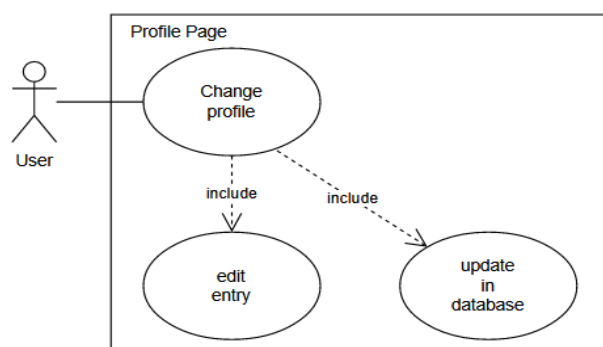 Profile Page
Change
profile
User
include
include
edit
entry
update
in
database